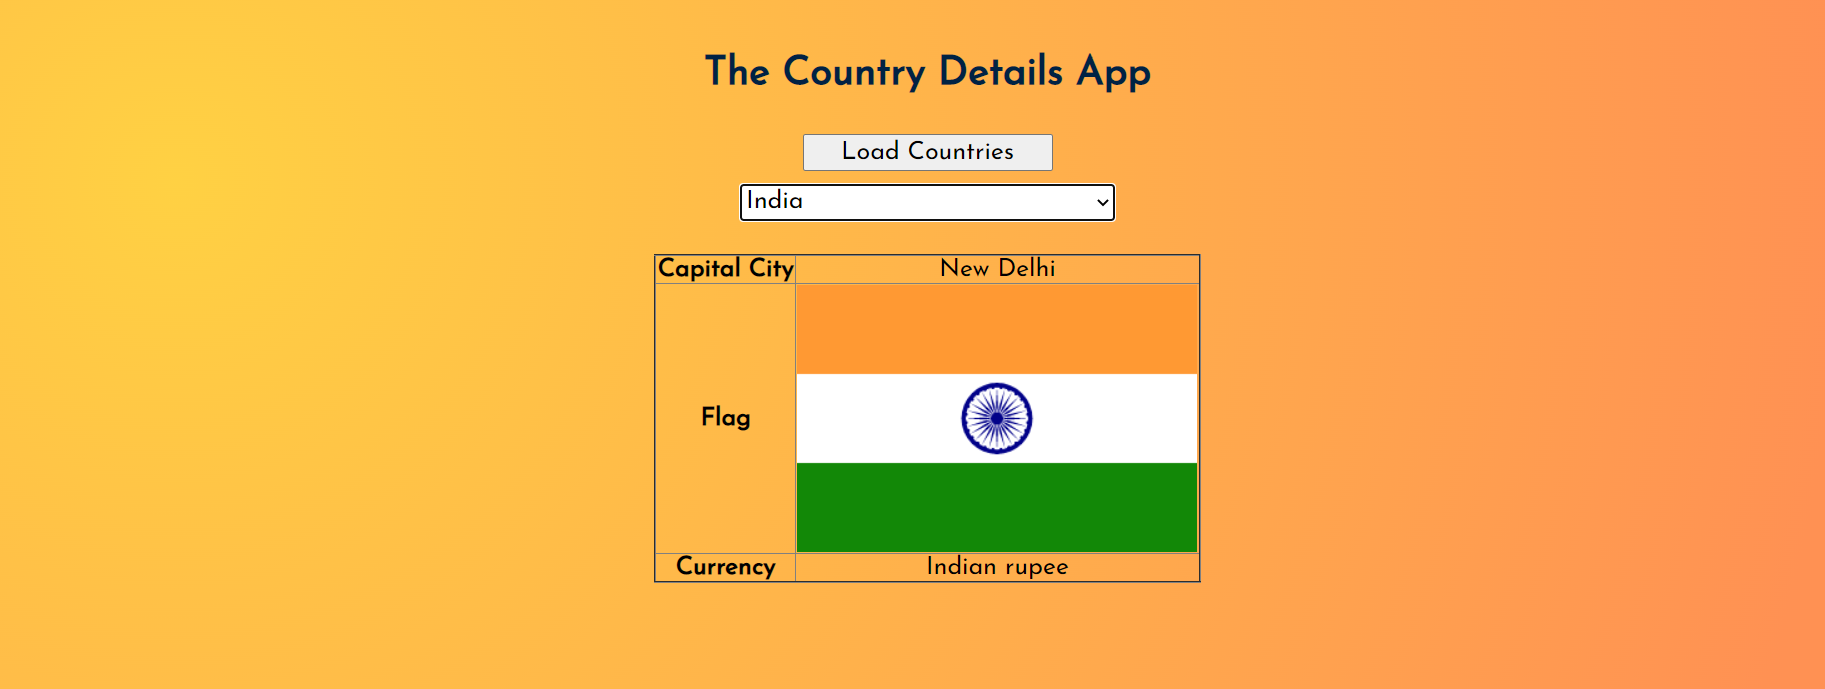 The Country Details App
Load Countries
India
Capital City New Delhi
Flag
Currency Indian rupee